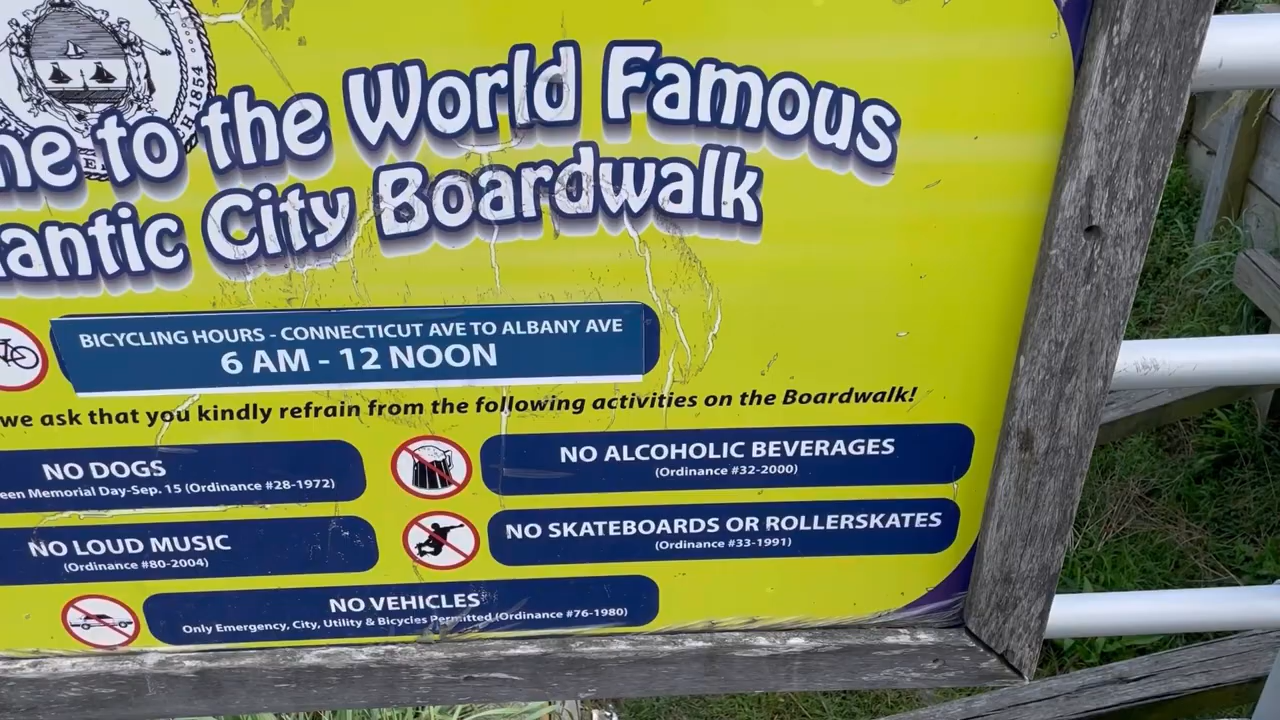 to the World Famous
City Boardwalk
BICYCLING HOURS - CONNECTICUT AVE TO ALBANY AVE
6 AM - 12 NOON
we ask that you kindly refrain from the following activities on the Boardwalk!
NO DOGS
Memorial Day-Sep. 15 (Ordinance #28-1972)
NO ALCOHOLIC BEVERAGES
(Ordinance #32-2000)
NO LOUD MUSIC
(Ordinance #80-2004)
NO SKATEBOARDS OR ROLLERSKATES
(Ordinance #33-1991)
NO VEHICLES
Only Emergency, City, Utility & Bicycles Permitted (Ordinance #76-1980)